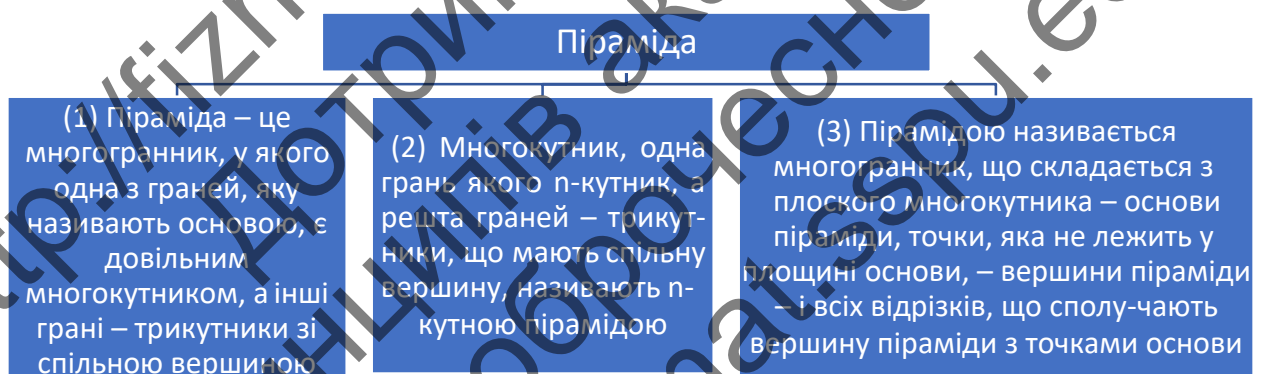 Піраміда
(1) Піраміда – це
многогранник, у якого
одна з граней, яку
називають основою, є
довільним
многокутником, а інші
грані – трикутники зі
спільною вершиною
(2) Многокутник, одна
грань якого n-кутник, а
решта граней – трикут-
ники, що мають спільну
вершину, називають n-
кутною пірамідою
(3) Пірамідою називається
многогранник, що складається з
плоского многокутника – основи
піраміди, точки, яка не лежить у
площині основи, – вершини піраміди
– і всіх відрізків, що сполу-чають
вершину піраміди з точками основи